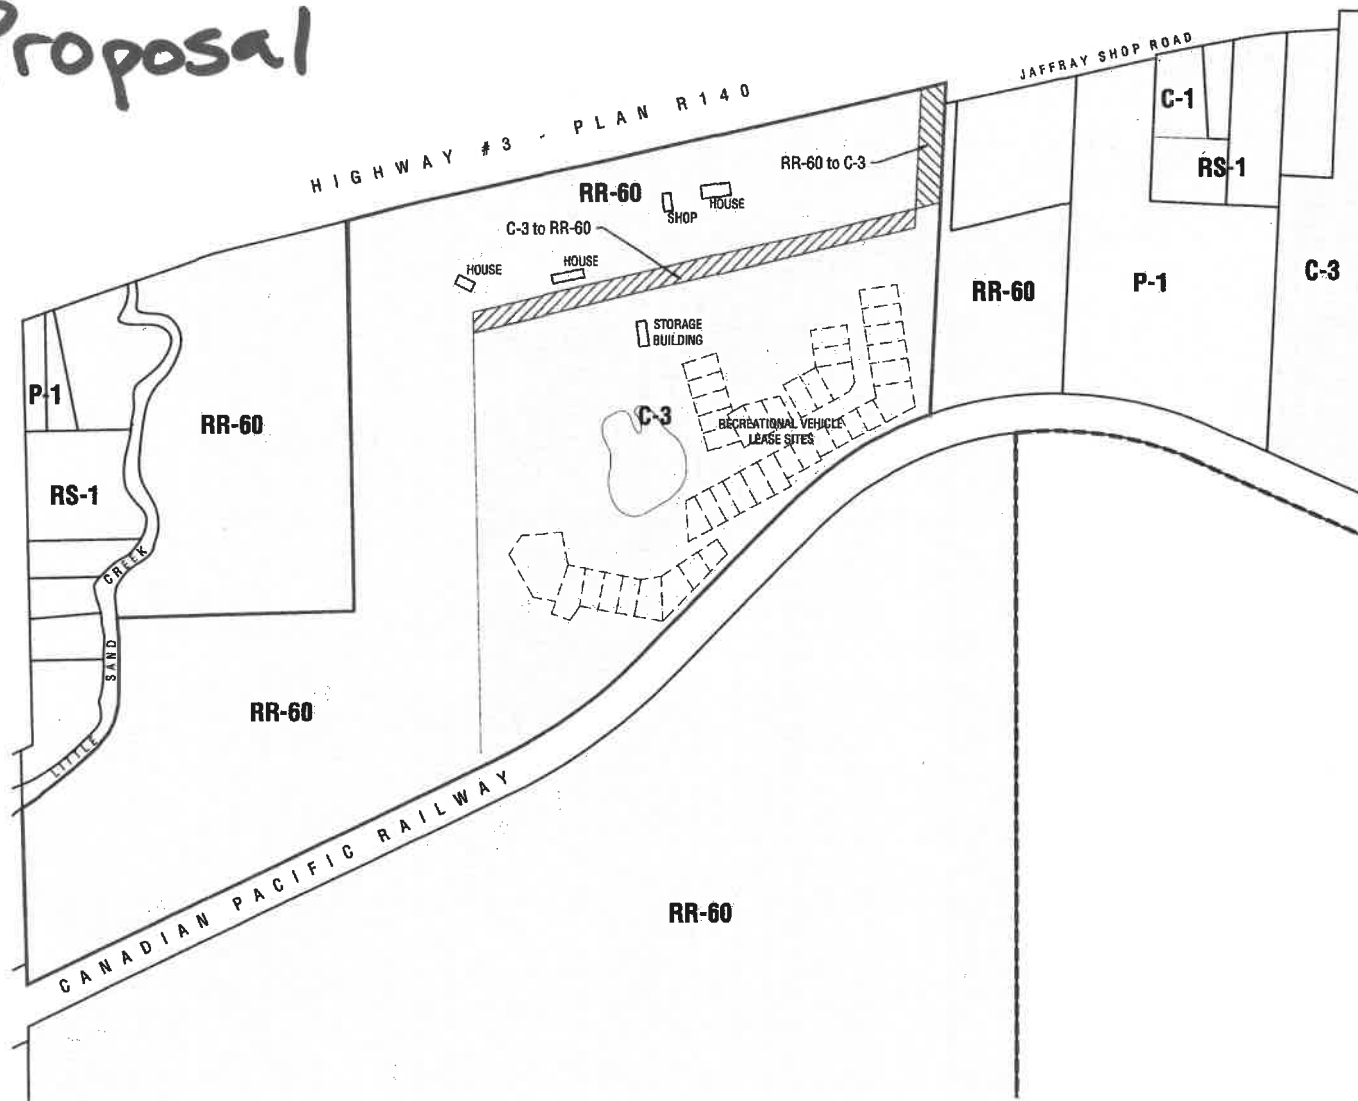 Proposal
JAFFRAY SHOP ROAD
HIGHWAY #3 - PLAN R140
C-1
RR-60 to C-3
RS-1
RR-60
SHOP
HOUSE
C-3 to RR-60
HOUSE
HOUSE
C-3
P-1
RR-60
STORAGE
BUILDING
P-1
RR-60
C-3
RECREATIONAL VEHICLE
LEASE SITES
RS-1
LITTLE SAND CREEK
RR-60
CANADIAN PACIFIC RAILWAY
RR-60